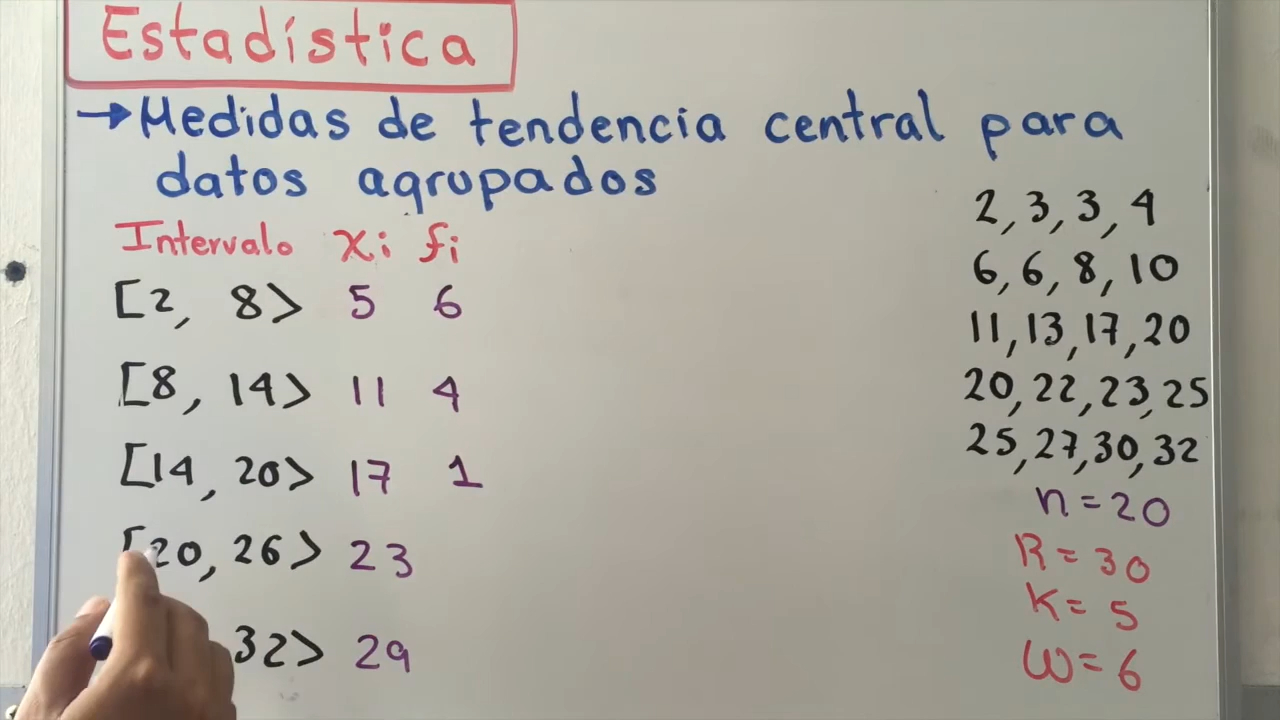 Estadística
→ Medidas de tendencia central para
datos agrupados
Intervalo xi fi
[2, 8> 5 6
[8, 14> 11 4
[14, 20> 17 1
[20, 26> 23
32> 29
2, 3, 3, 4
6, 6, 8, 10
11, 13, 17, 20
20, 22, 23, 25
25, 27, 30, 32
n = 20
R = 30
K = 5
W = 6